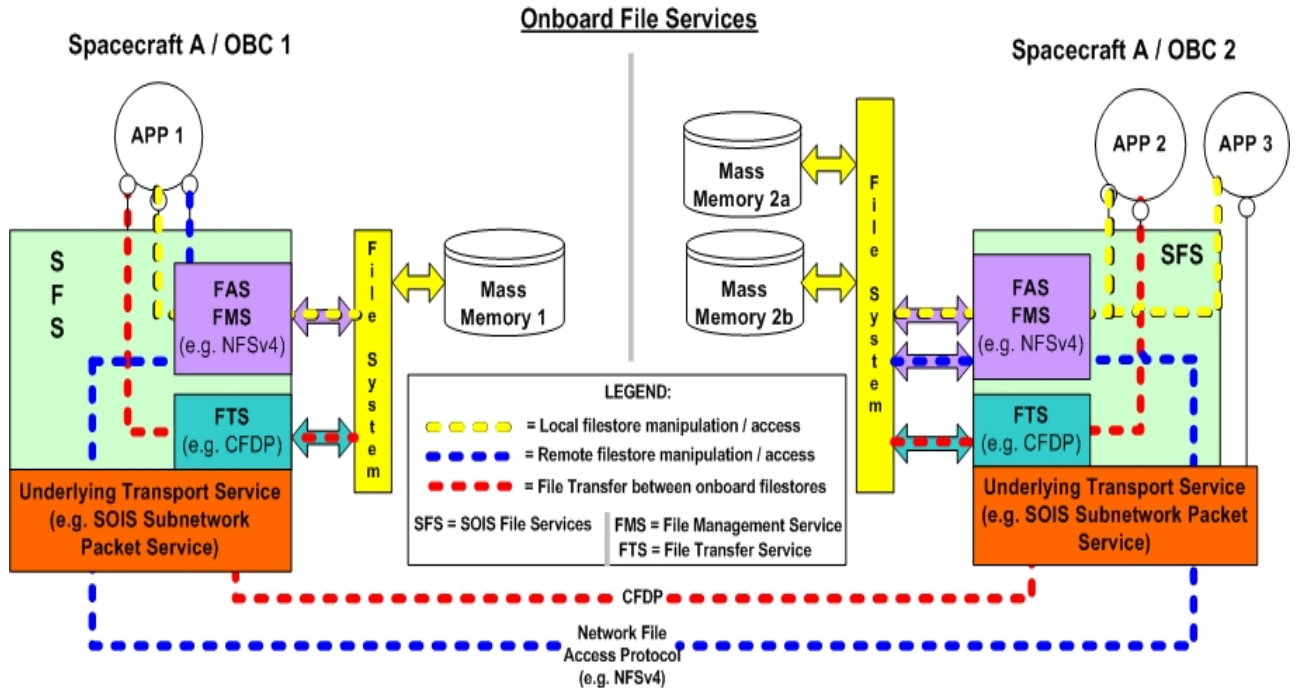 Onboard File Services
Spacecraft A / OBC 1
Spacecraft A / OBC 2
APP 1
APP 2
APP 3
S
F
S
FAS
FMS
(e.g. NFSv4)
FTS
(e.g. CFDP)
Underlying Transport Service
(e.g. SOIS Subnetwork
Packet Service)
File System
Mass
Memory 1
Mass
Memory 2a
Mass
Memory 2b
File System
SFS
FAS
FMS
(e.g. NFSv4)
FTS
(e.g. CFDP)
Underlying Transport Service
(e.g. SOIS Subnetwork Packet
Service)
LEGEND:
= Local filestore manipulation / access
= Remote filestore manipulation / access
= File Transfer between onboard filestores
SFS = SOIS File Services
FMS = File Management Service
FTS = File Transfer Service
CFDP
Network File
Access Protocol
(e.g. NFSv4)